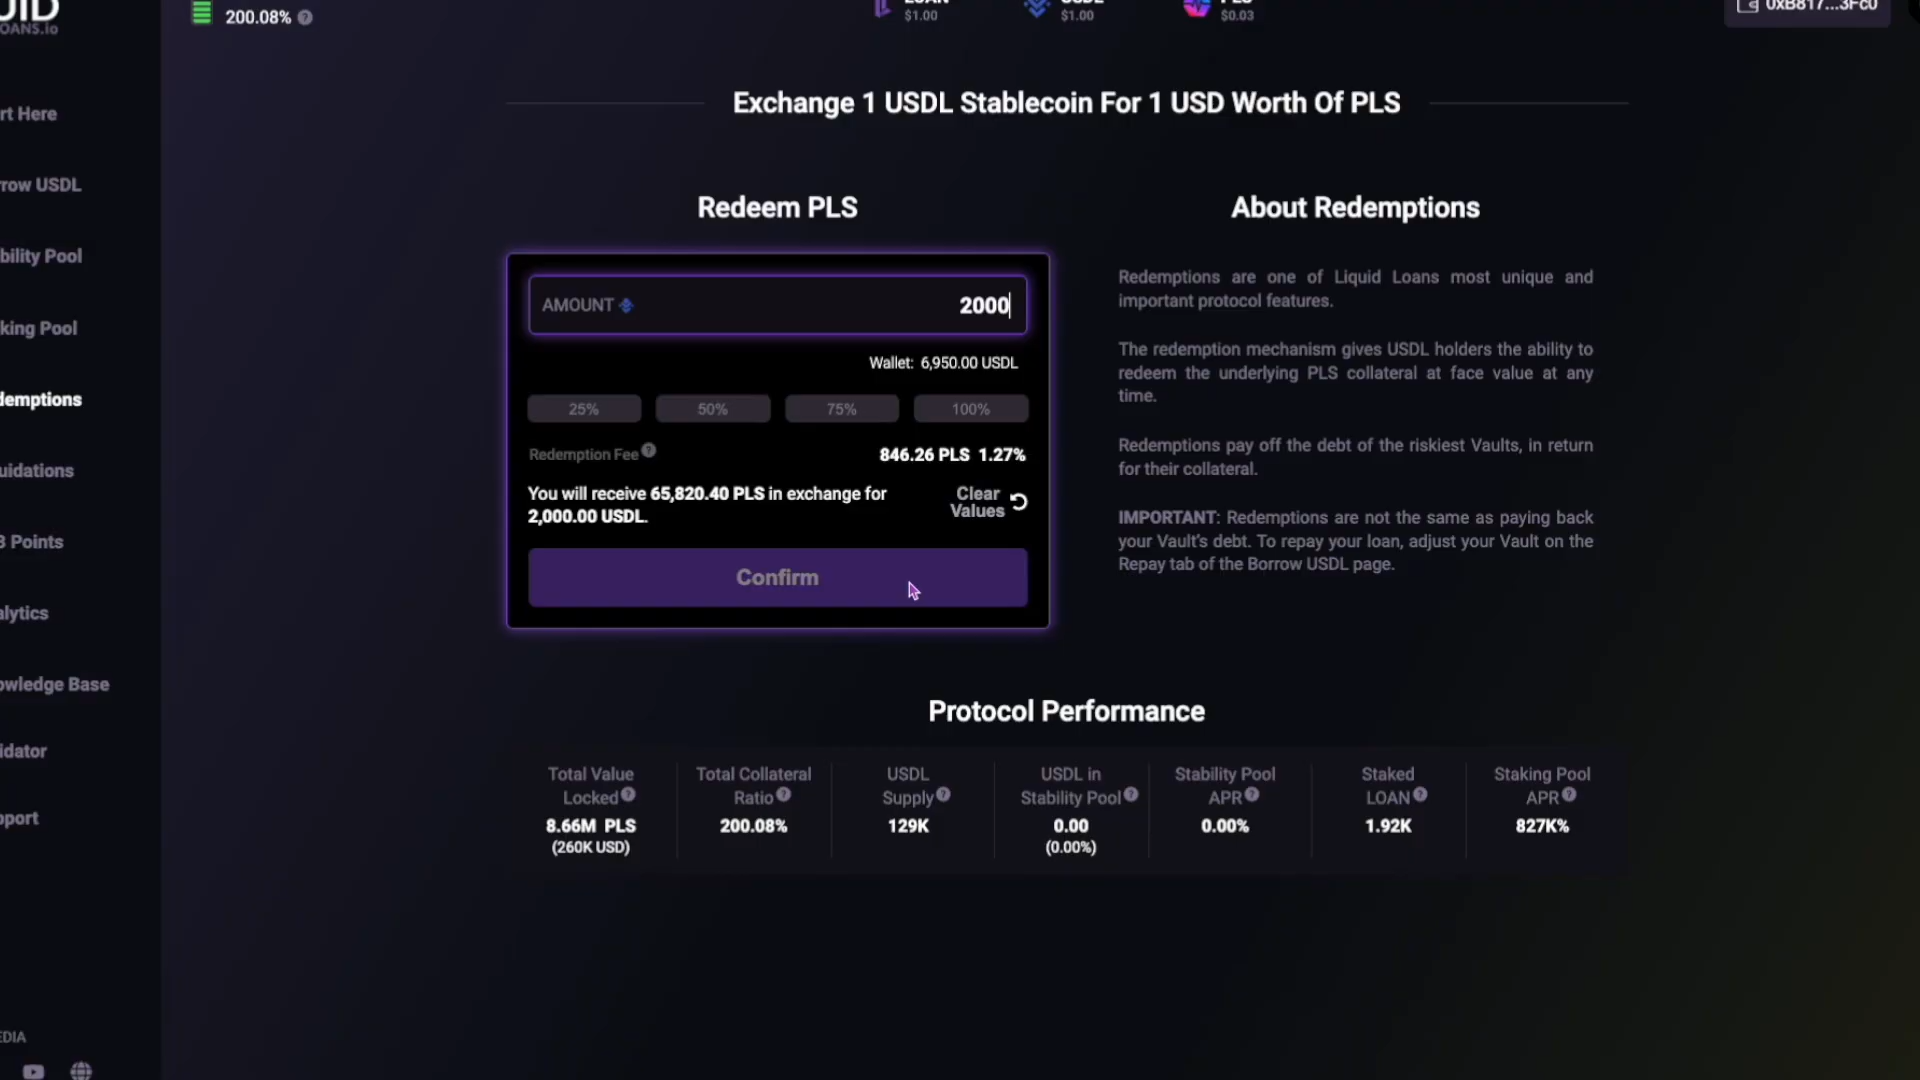 OANS.io
200.08%
$1.00
USDL
$1.00
PLS
$0.03
0xB817...3Fc0
Exchange 1 USDL Stablecoin For 1 USD Worth Of PLS
rt Here
rrow USDL
bility Pool
king Pool
demptions
uidations
3 Points
alytics
owledge Base
idator
pport
EDIA
Redeem PLS
AMOUNT 2000
Wallet: 6,950.00 USDL
25% 50% 75% 100%
Redemption Fee 846.26 PLS 1.27%
You will receive 65,820.40 PLS in exchange for
2,000.00 USDL.
Clear
Values
Confirm
About Redemptions
Redemptions are one of Liquid Loans most unique and
important protocol features.
The redemption mechanism gives USDL holders the ability to
redeem the underlying PLS collateral at face value at any
time.
Redemptions pay off the debt of the riskiest Vaults, in return
for their collateral.
IMPORTANT: Redemptions are not the same as paying back
your Vault's debt. To repay your loan, adjust your Vault on the
Repay tab of the Borrow USDL page.
Protocol Performance
Total Value
Locked
8.66M PLS
(260K USD)
Total Collateral
Ratio
200.08%
USDL
Supply
129K
USDL in
Stability Pool
0.00
(0.00%)
Stability Pool
APR
0.00%
Staked
LOAN
1.92K
Staking Pool
APR
827K%